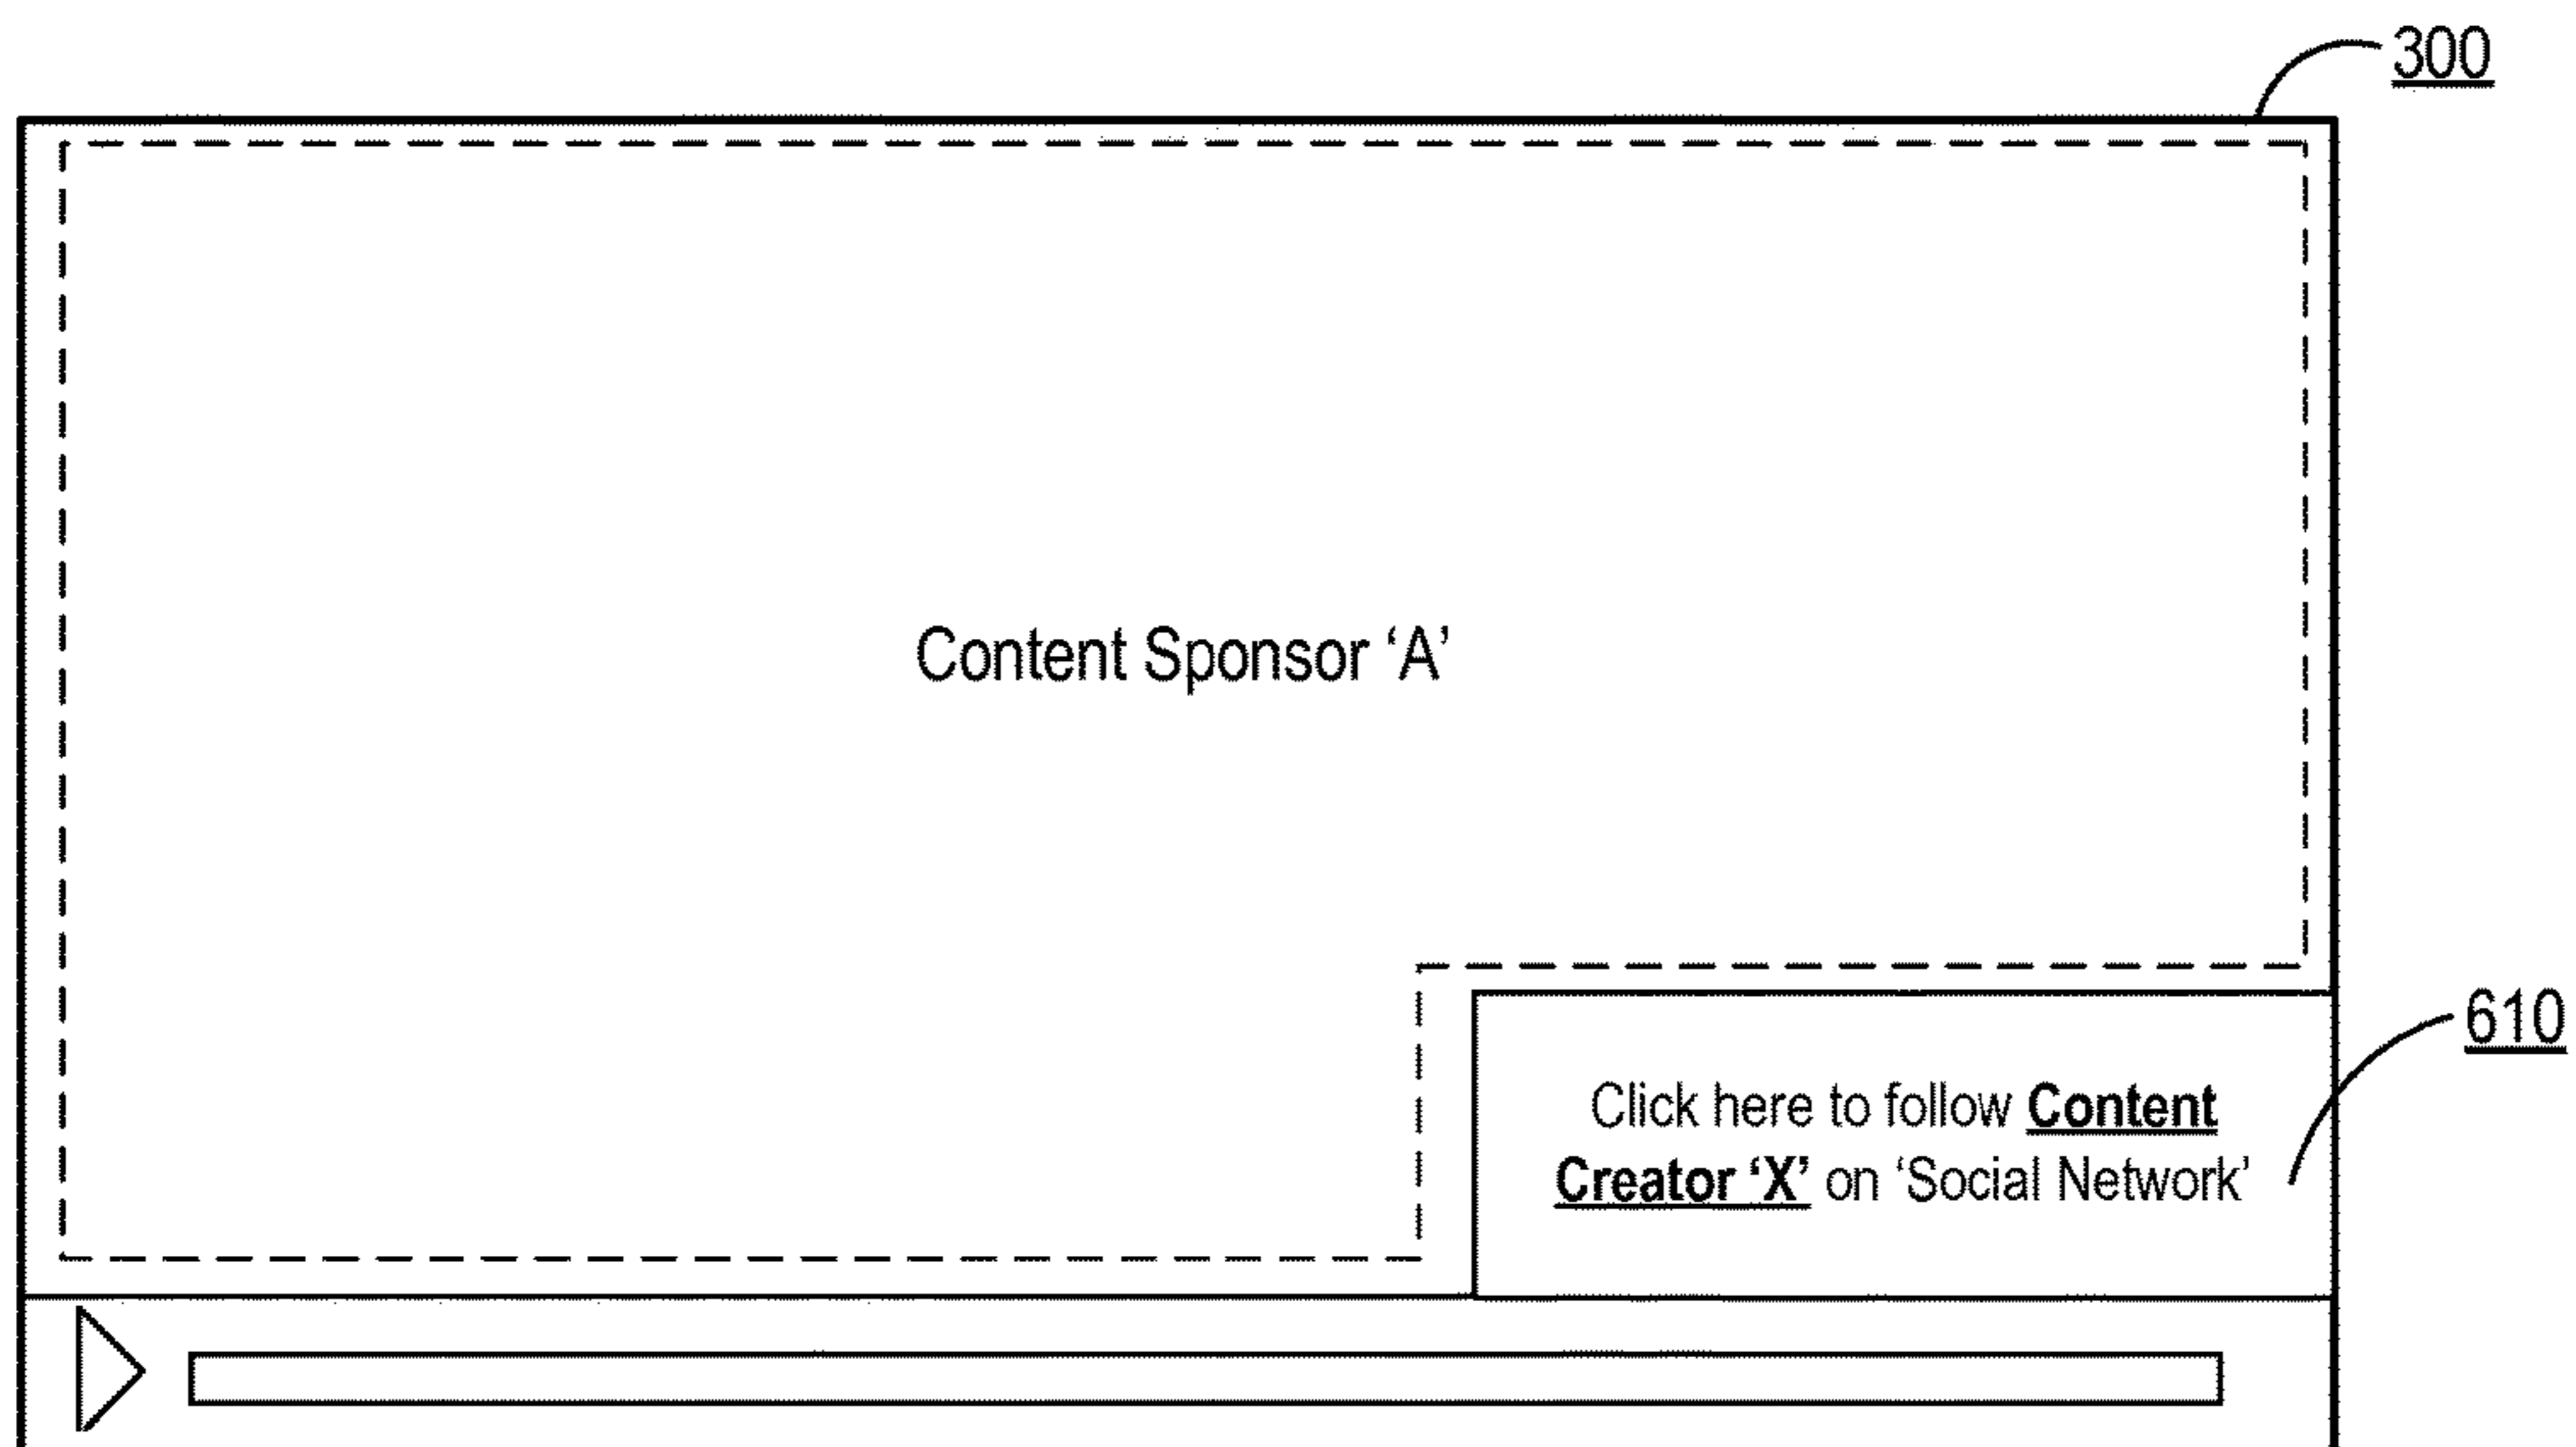 300
Content Sponsor ‘A’
610
Click here to follow Content
Creator ‘X’ on ‘Social Network’